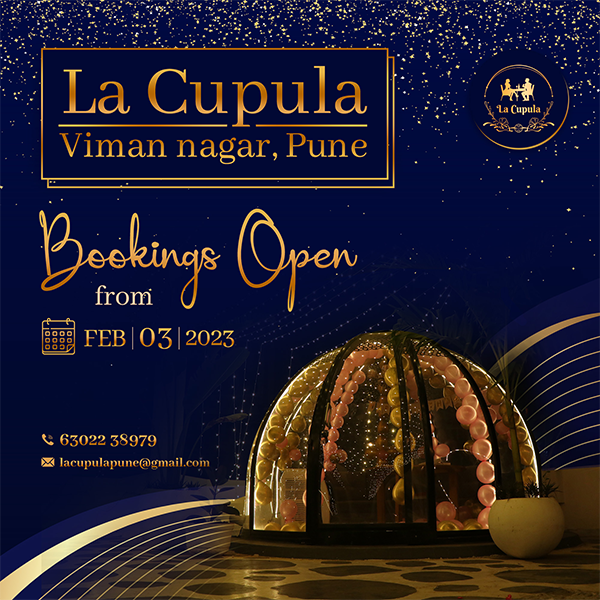 La Cupula
Viman nagar, Pune
La Cupula
Bookings Open
from
FEB | 03 | 2023
63022 38979
lacupulapune@gmail.com